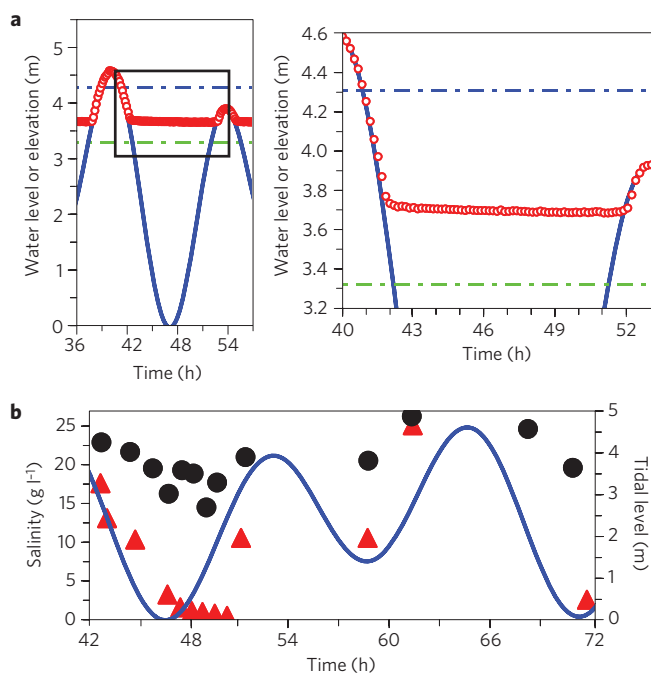 a
Water level or elevation (m)
5
4
3
2
1
0
36 42 48 54
Time (h)
Water level or elevation (m)
4.6
4.4
4.2
4.0
3.8
3.6
3.4
3.2
40 43 46 49 52
Time (h)
b
Salinity (g l-1)
25
20
15
10
5
0
42 48 54 60 66 72
Time (h)
5
4
3
2
1
0
Tidal level (m)